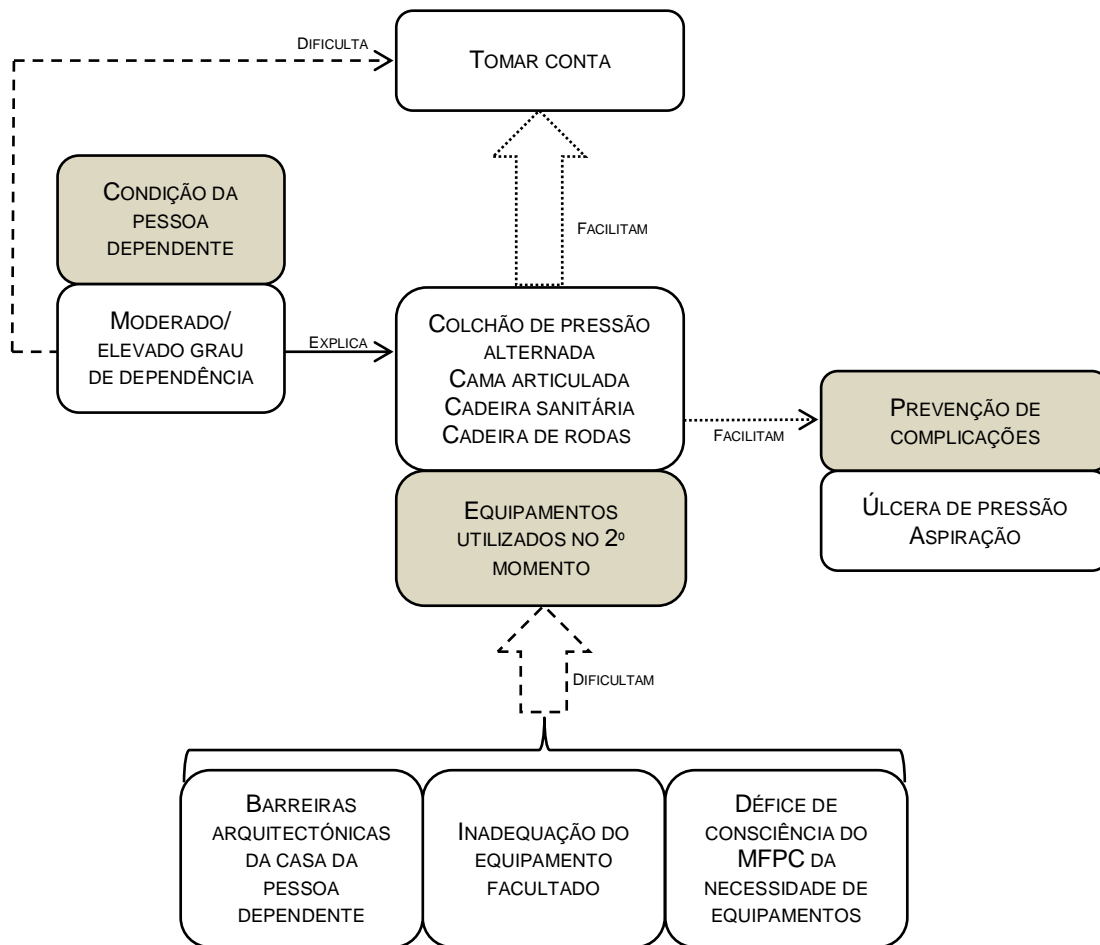 DIFICULTA
TOMAR CONTA
CONDIÇÃO DA
PESSOA
DEPENDENTE
FACILITAM
MODERADO/
ELEVADO GRAU
DE DEPENDÊNCIA
EXPLICA
COLCHÃO DE PRESSÃO
ALTERNADA
CAMA ARTICULADA
CADEIRA SANITÁRIA
CADEIRA DE RODAS
FACILITAM
PREVENÇÃO DE
COMPLICAÇÕES
ÚLCERA DE PRESSÃO
ASPIRAÇÃO
EQUIPAMENTOS
UTILIZADOS NO 2º
MOMENTO
DIFICULTAM
BARREIRAS
ARQUITECTÓNICAS
DA CASA DA
PESSOA
DEPENDENTE
INADEQUAÇÃO DO
EQUIPAMENTO
FACULTADO
DÉFICE DE
CONSCIÊNCIA DO
MFPC DA
NECESSIDADE DE
EQUIPAMENTOS